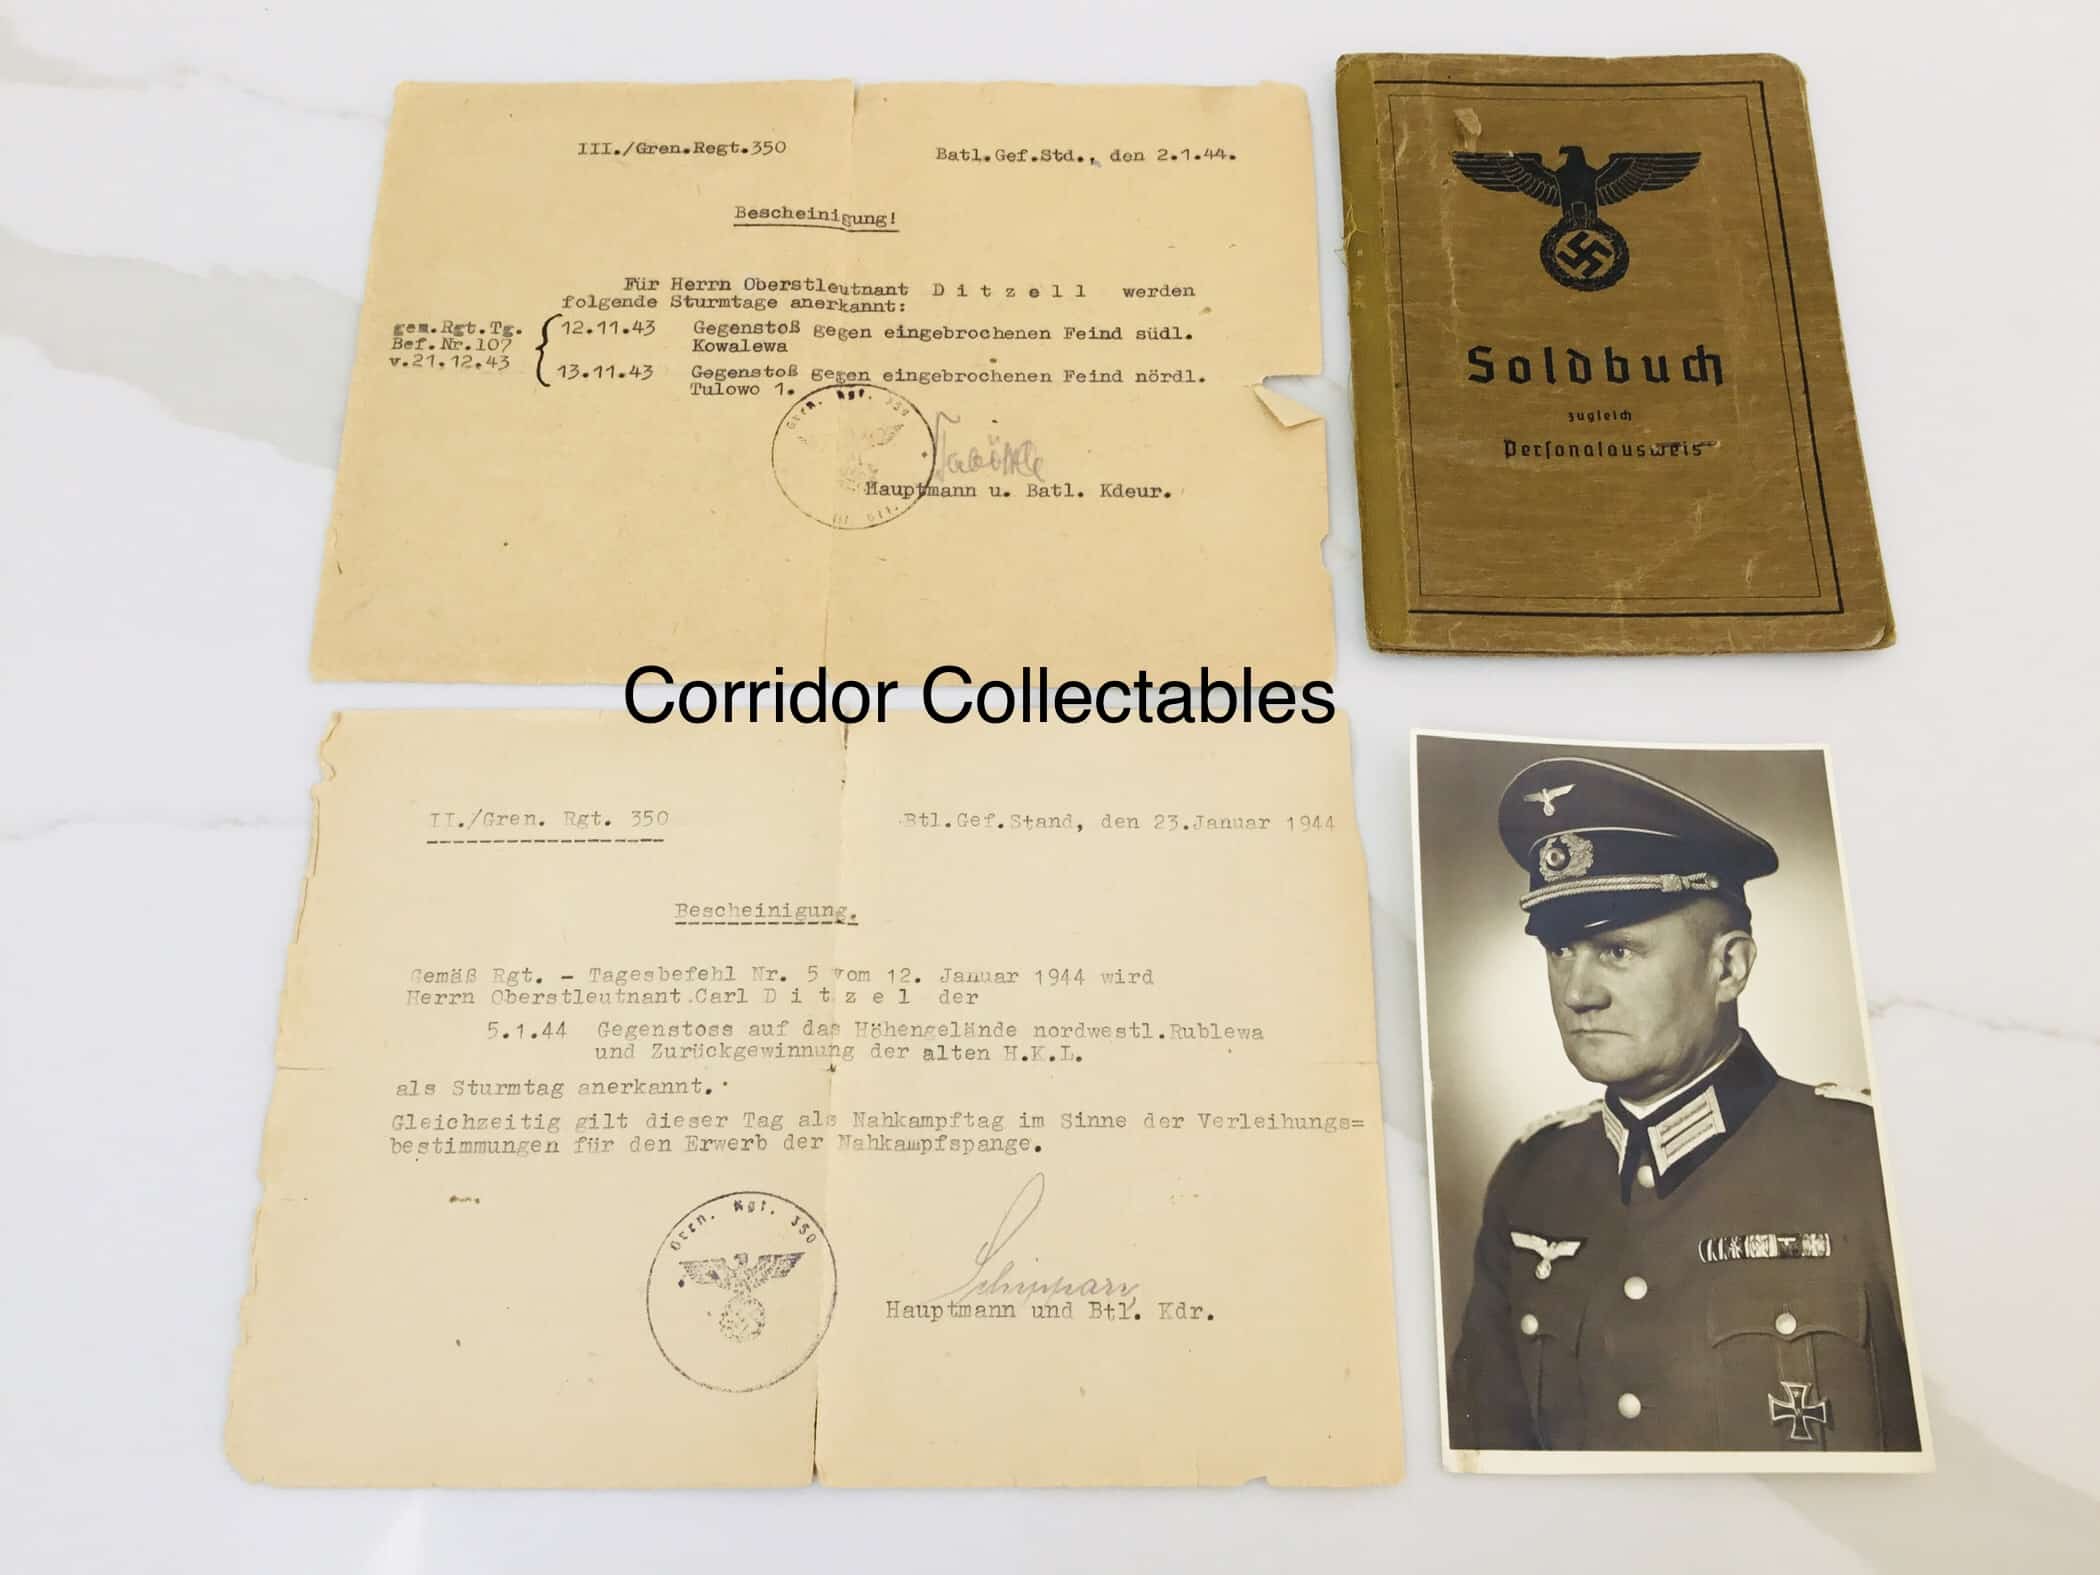 III./Gren.Regt.350
Batl.Gef.Std., den 2.1.44.
Bescheinigung!
Für Herrn Oberstleutnant D i t z e l l werden
folgende Sturmtage anerkannt:
gem.Rgt.Tg.
Bef.Nr.107
v.21.12.43
12.11.43 Gegenstoß gegen eingebrochenen Feind südl.
Kowalewa
13.11.43 Gegenstoß gegen eingebrochenen Feind nördl.
Tulowo 1.
Gren. Rgt. 350
Hauptmann u. Batl. Kdeur.
Soldbuch
zugleich
Personalausweis
Corridor Collectables
II./Gren. Rgt. 350
Btl.Gef.Stand, den 23.Januar 1944
Bescheinigung.
Gemäß Rgt. - Tagesbefehl Nr. 5 vom 12. Januar 1944 wird
Herrn Oberstleutnant Carl D i t z e l der
5.1.44 Gegenstoss auf das Höhengelände nordwestl.Rublewa
und Zurückgewinnung der alten H.K.L.
als Sturmtag anerkannt.
Gleichzeitig gilt dieser Tag als Nahkampftag im Sinne der Verleihungs=
bestimmungen für den Erwerb der Nahkampfspange.
Gren. Rgt. 350
Hauptmann und Btl. Kdr.